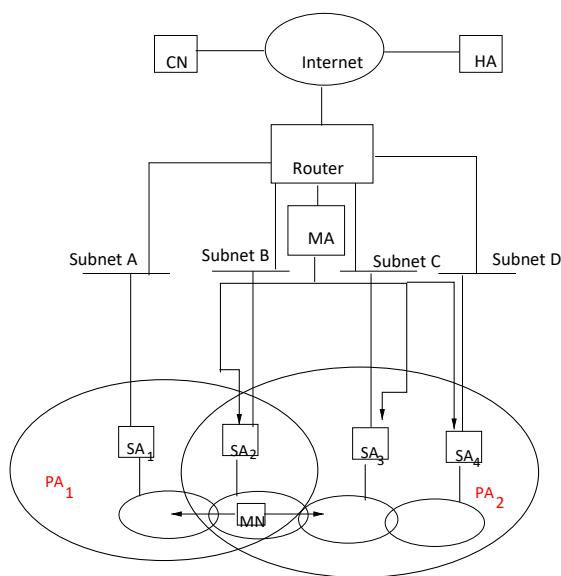 CN
Internet
HA
Router
MA
Subnet A
Subnet B
Subnet C
Subnet D
SA1
SA2
SA3
SA4
PA1
PA2
MN